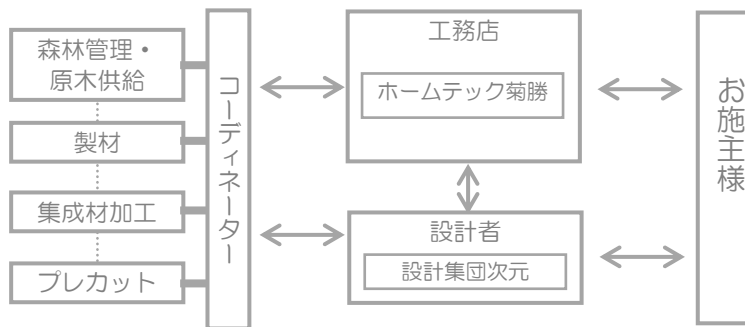 森林管理・
原木供給
製材
集成材加工
プレカット
コーディネーター
工務店
ホームテック菊勝
設計者
設計集団次元
お施主様